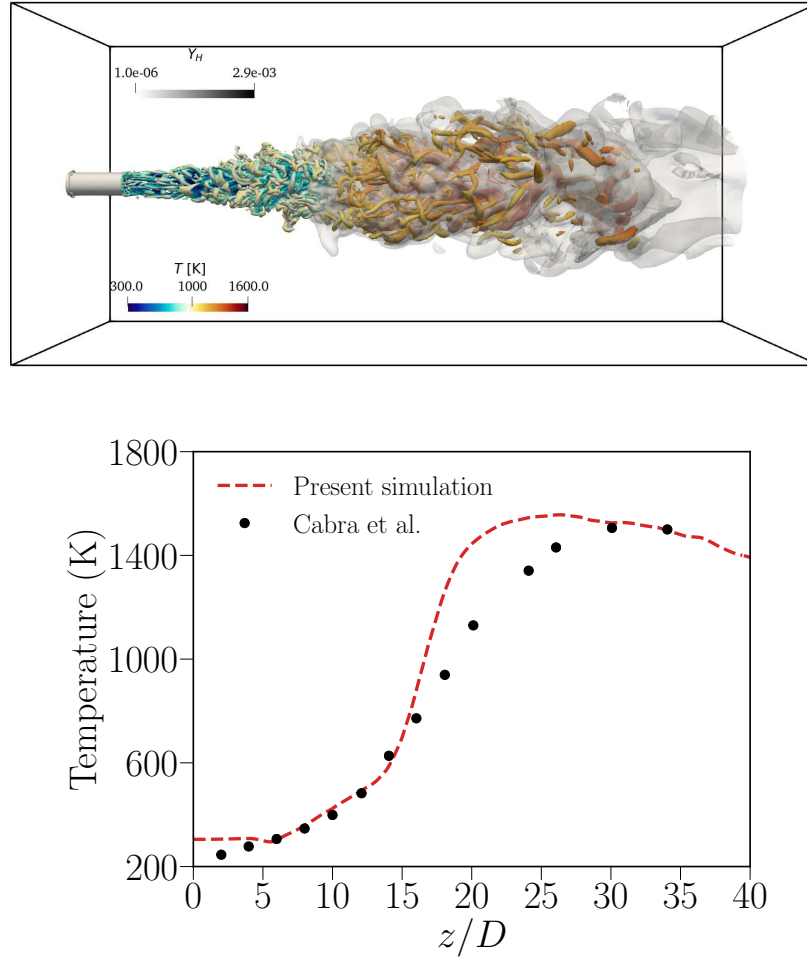 Y_H
1.0e-06 2.9e-03
T [K]
300.0 1000 1600.0
1800
1400
1000
600
200
Temperature (K)
Present simulation
Cabra et al.
0 5 10 15 20 25 30 35 40
z/D